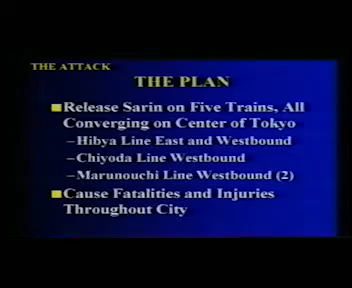 THE ATTACK
THE PLAN
Release Sarin on Five Trains, All
Converging on Center of Tokyo
–Hibya Line East and Westbound
–Chiyoda Line Westbound
–Marunouchi Line Westbound (2)
Cause Fatalities and Injuries
Throughout City